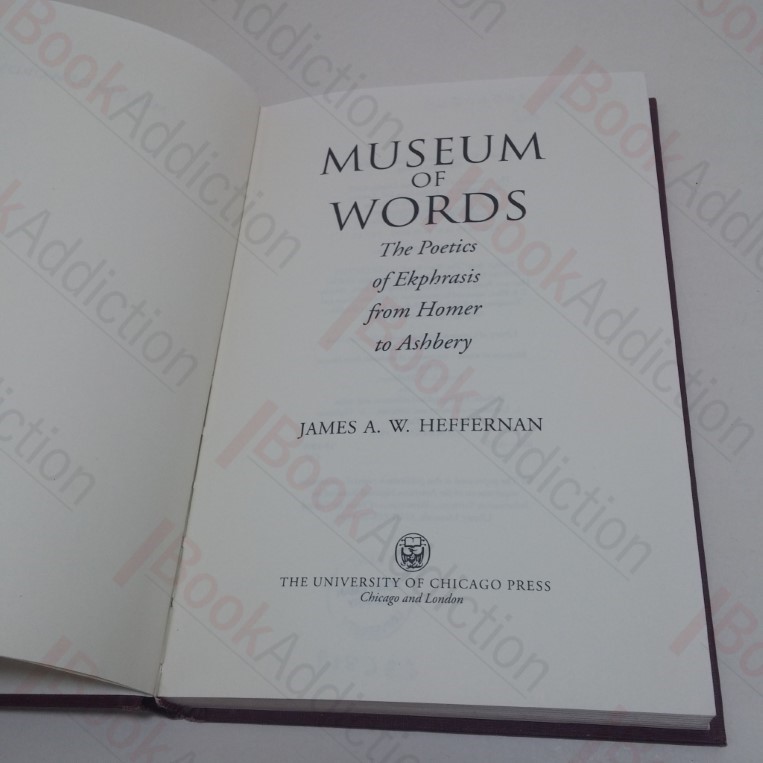 MUSEUM
OF
WORDS
The Poetics
of Ekphrasis
from Homer
to Ashbery
JAMES A. W. HEFFERNAN
THE UNIVERSITY OF CHICAGO PRESS
Chicago and London
BookAddiction